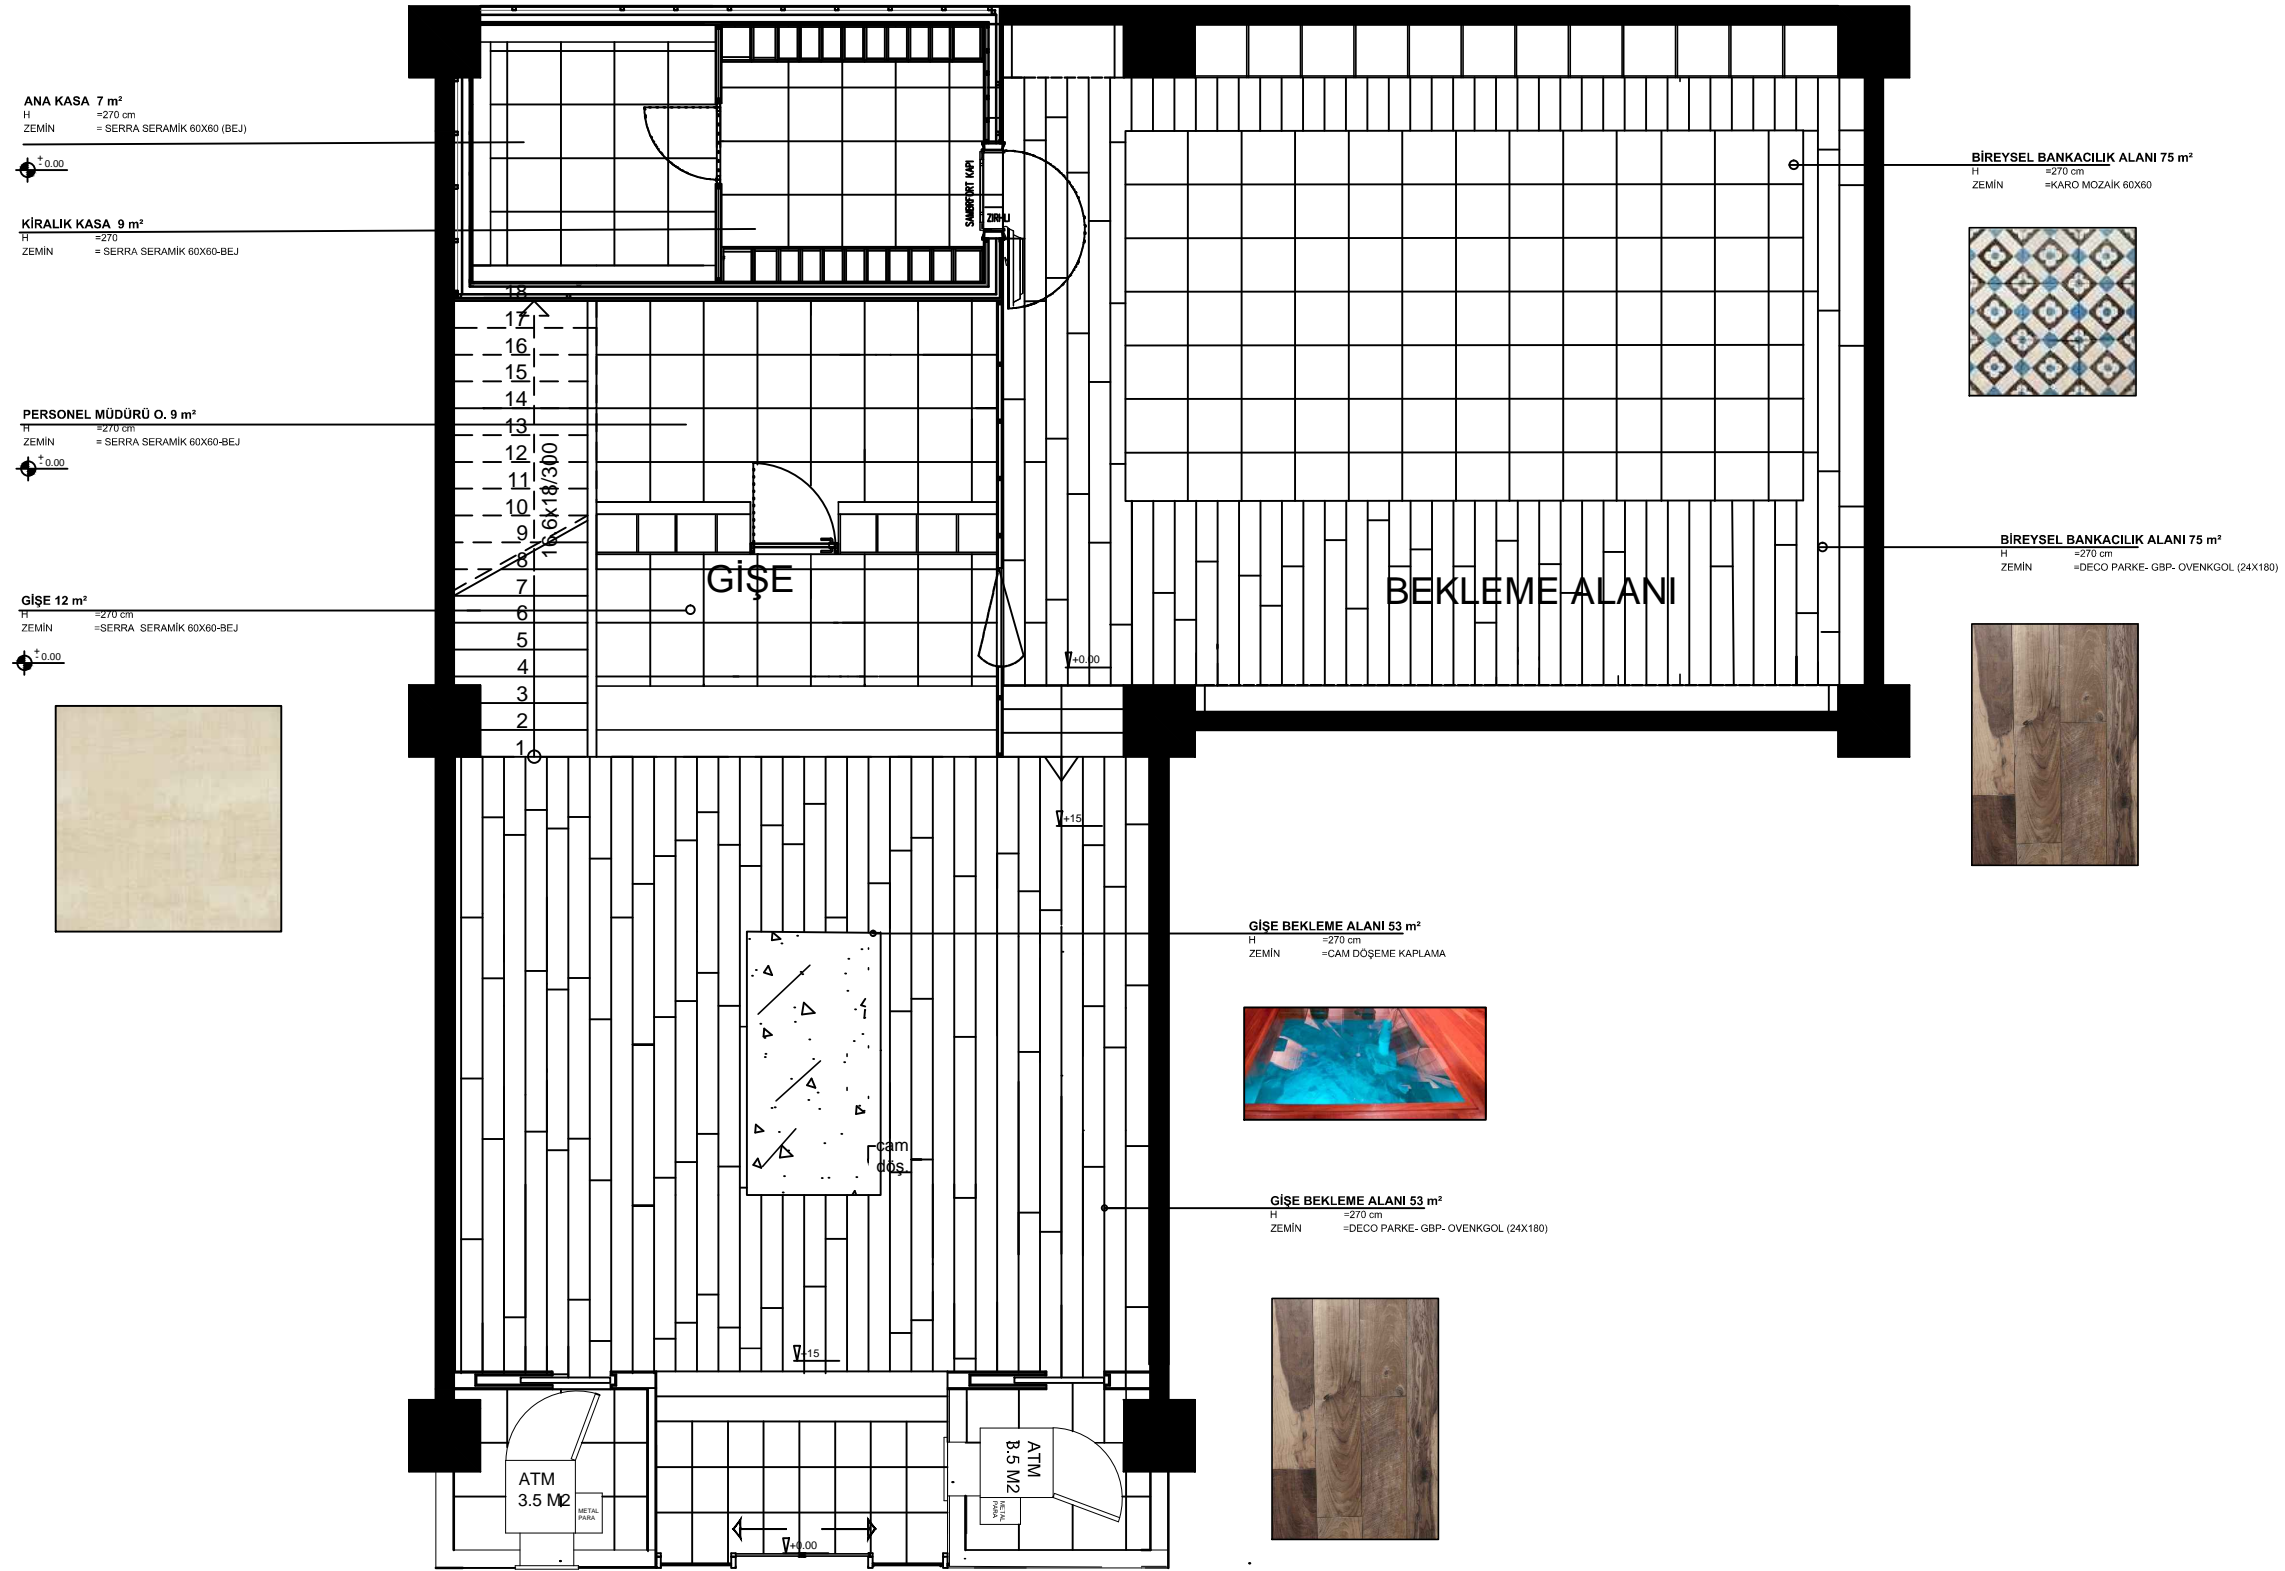 ANA KASA 7 m²
H =270 cm
ZEMİN = SERRA SERAMİK 60X60 (BEJ)
± 0.00
KİRALIK KASA 9 m²
H =270
ZEMİN = SERRA SERAMİK 60X60-BEJ
PERSONEL MÜDÜRÜ O. 9 m²
H =270 cm
ZEMİN = SERRA SERAMİK 60X60-BEJ
± 0.00
GİŞE 12 m²
H =270 cm
ZEMİN =SERRA SERAMİK 60X60-BEJ
± 0.00
SAMBRFORT KAPI
ZIRHLI
18
17
16
15
14
13
12
11
10
9
8
7
6
5
4
3
2
1
16.6x18/300
GİŞE
BEKLEME ALANI
+0.00
+15
BİREYSEL BANKACILIK ALANI 75 m²
H =270 cm
ZEMİN =KARO MOZAİK 60X60
BİREYSEL BANKACILIK ALANI 75 m²
H =270 cm
ZEMİN =DECO PARKE- GBP- OVENKGOL (24X180)
GİŞE BEKLEME ALANI 53 m²
H =270 cm
ZEMİN =CAM DÖŞEME KAPLAMA
cam
döş.
GİŞE BEKLEME ALANI 53 m²
H =270 cm
ZEMİN =DECO PARKE- GBP- OVENKGOL (24X180)
+15
ATM
3.5 M2
METAL
PARA
ATM
3.5 M2
METAL
PARA
+0.00